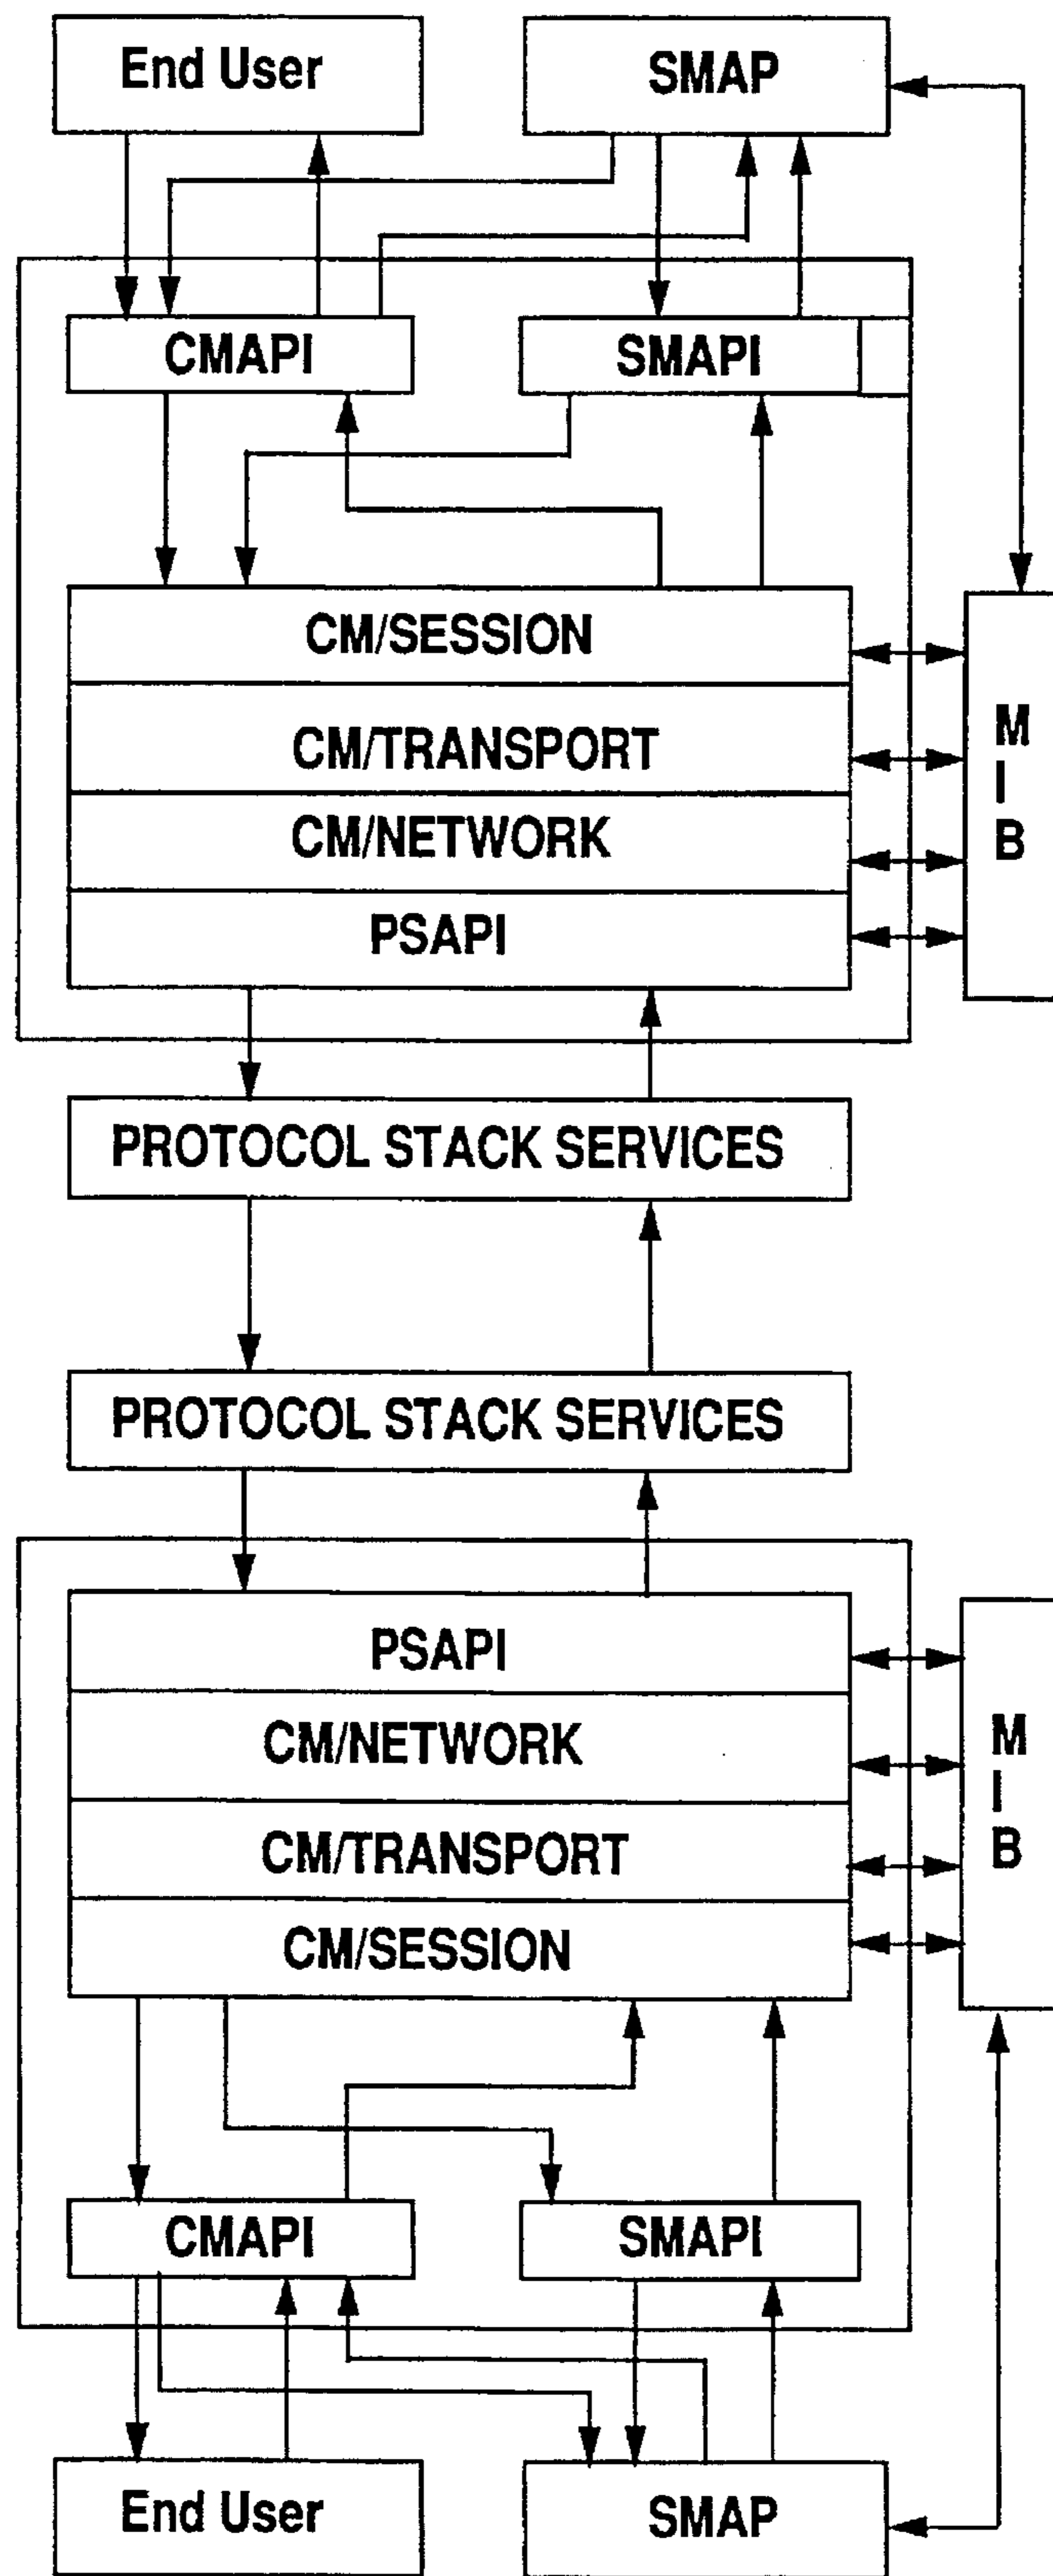 End User
SMAP
CMAPI
SMAPI
CM/SESSION
CM/TRANSPORT
CM/NETWORK
PSAPI
M
I
B
PROTOCOL STACK SERVICES
PROTOCOL STACK SERVICES
PSAPI
CM/NETWORK
CM/TRANSPORT
CM/SESSION
M
I
B
CMAPI
SMAPI
End User
SMAP